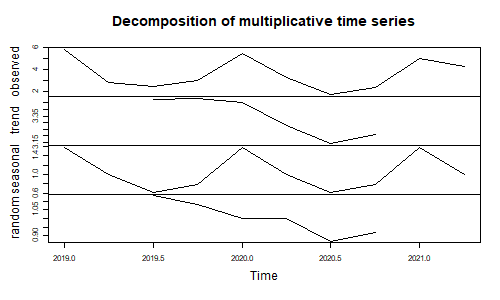 Decomposition of multiplicative time series
observed
2 4 6
trend
3.15 3.35
seasonal
0.6 1.0 1.43
random
0.90 1.05
2019.0 2019.5 2020.0 2020.5 2021.0
Time